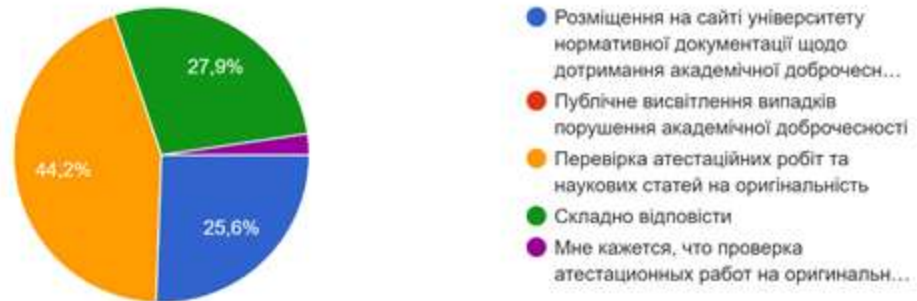 27,9%
44,2%
25,6%
Розміщення на сайті університету
нормативної документації щодо
дотримання академічної доброчесн…
Публічне висвітлення випадків
порушення академічної доброчесності
Перевірка атестаційних робіт та
наукових статей на оригінальність
Складно відповісти
Мне кажется, что проверка
атестационных работ на оригинальн…